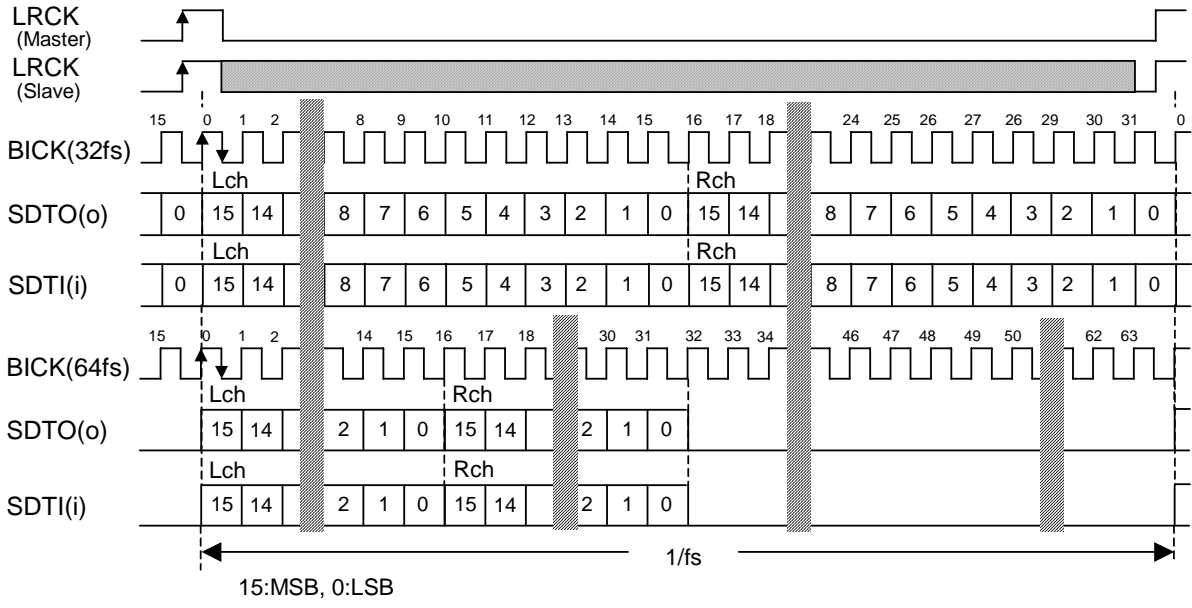 LRCK
(Master)
LRCK
(Slave)
15 0 1 2 8 9 10 11 12 13 14 15 16 17 18 24 25 26 27 26 29 30 31 0
BICK(32fs)
Lch Rch
SDTO(o) 0 15 14 8 7 6 5 4 3 2 1 0 15 14 8 7 6 5 4 3 2 1 0
Lch Rch
SDTI(i) 0 15 14 8 7 6 5 4 3 2 1 0 15 14 8 7 6 5 4 3 2 1 0
15 0 1 2 14 15 16 17 18 30 31 32 33 34 46 47 48 49 50 62 63
BICK(64fs)
Lch Rch
SDTO(o) 15 14 2 1 0 15 14 2 1 0
Lch Rch
SDTI(i) 15 14 2 1 0 15 14 2 1 0
1/fs
15:MSB, 0:LSB